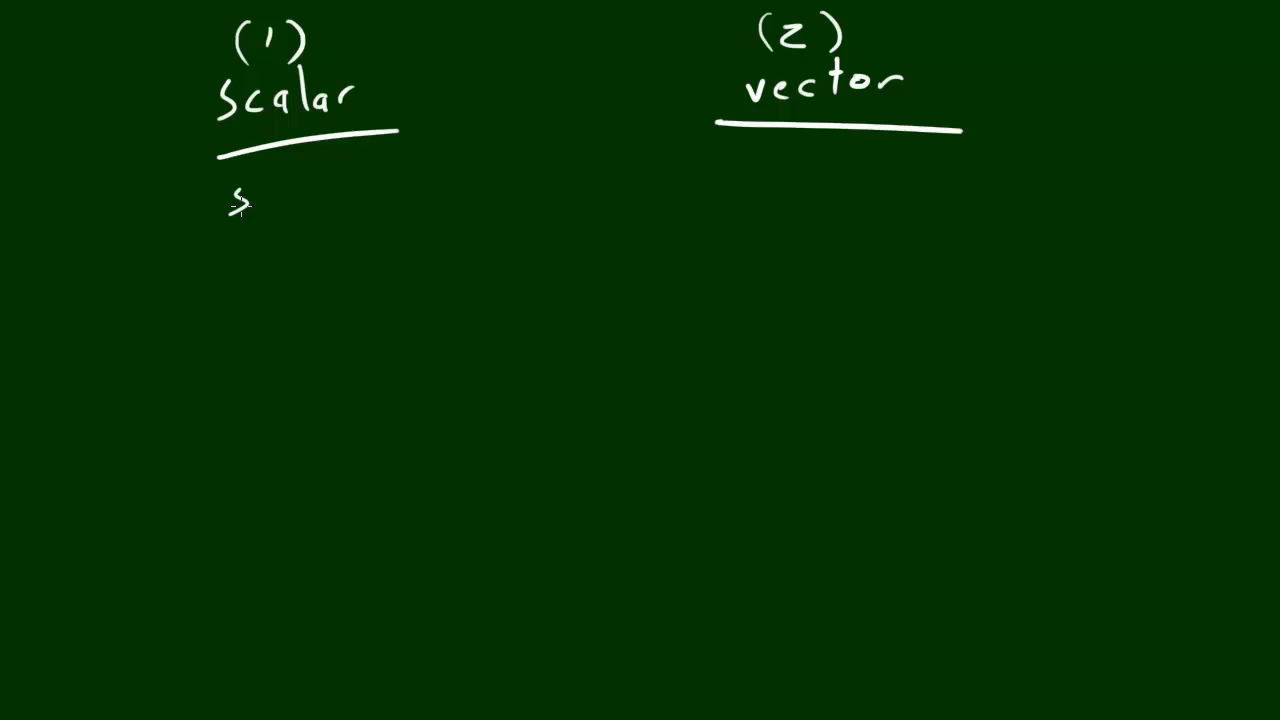 (1)
scalar
s
(2)
vector